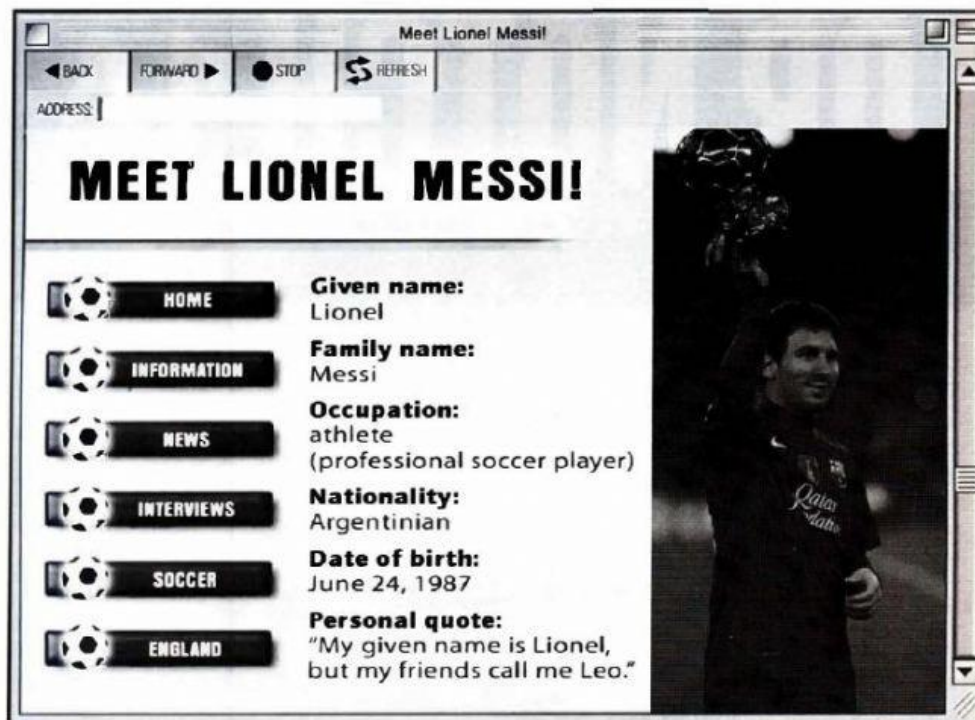 Meet Lionel Messi!
BACK
FORWARD
STOP
REFRESH
ADDRESS:
MEET LIONEL MESSI!
HOME
INFORMATION
NEWS
INTERVIEWS
SOCCER
ENGLAND
Given name:
Lionel
Family name:
Messi
Occupation:
athlete
(professional soccer player)
Nationality:
Argentinian
Date of birth:
June 24, 1987
Personal quote:
“My given name is Lionel,
but my friends call me Leo.”
Qatar